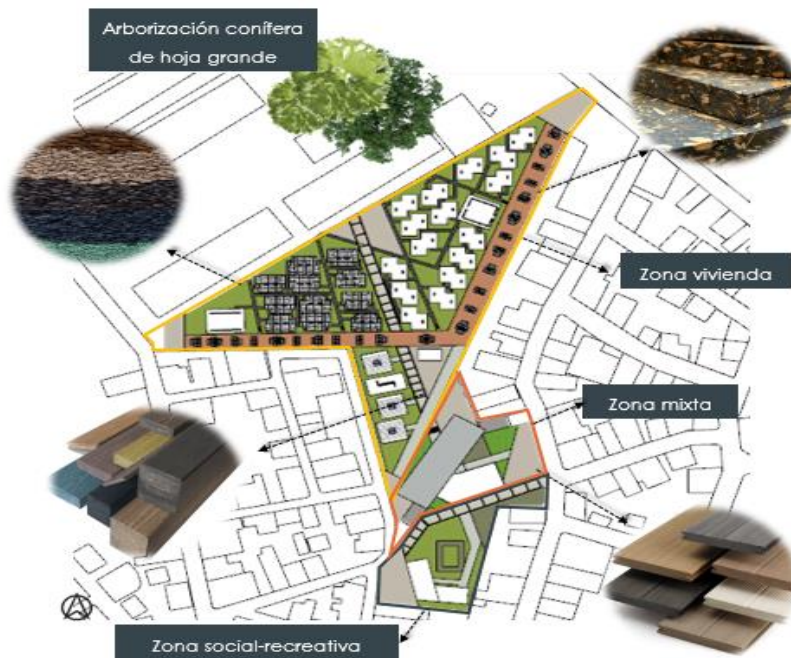 Arborización conífera
de hoja grande
Zona vivienda
Zona mixta
Zona social-recreativa